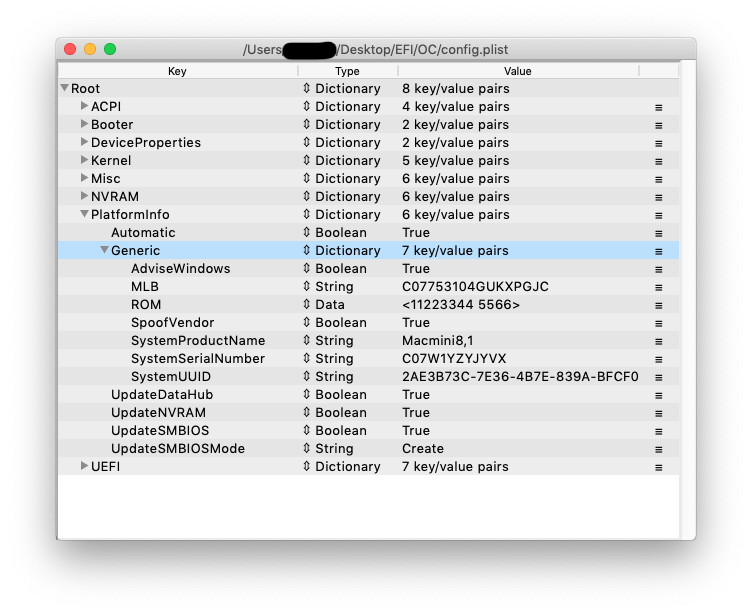 /Users/Desktop/EFI/OC/config.plist
Key Type Value
Root Dictionary 8 key/value pairs
ACPI Dictionary 4 key/value pairs
Booter Dictionary 2 key/value pairs
DeviceProperties Dictionary 2 key/value pairs
Kernel Dictionary 5 key/value pairs
Misc Dictionary 6 key/value pairs
NVRAM Dictionary 6 key/value pairs
PlatformInfo Dictionary 6 key/value pairs
Automatic Boolean True
Generic Dictionary 7 key/value pairs
AdviseWindows Boolean True
MLB String C07753104GUKXPGJC
ROM Data <11223344 5566>
SpoofVendor Boolean True
SystemProductName String Macmini8,1
SystemSerialNumber String C07W1YZYJYVX
SystemUUID String 2AE3B73C-7E36-4B7E-839A-BFCF0
UpdateDataHub Boolean True
UpdateNVRAM Boolean True
UpdateSMBIOS Boolean True
UpdateSMBIOSMode String Create
UEFI Dictionary 7 key/value pairs